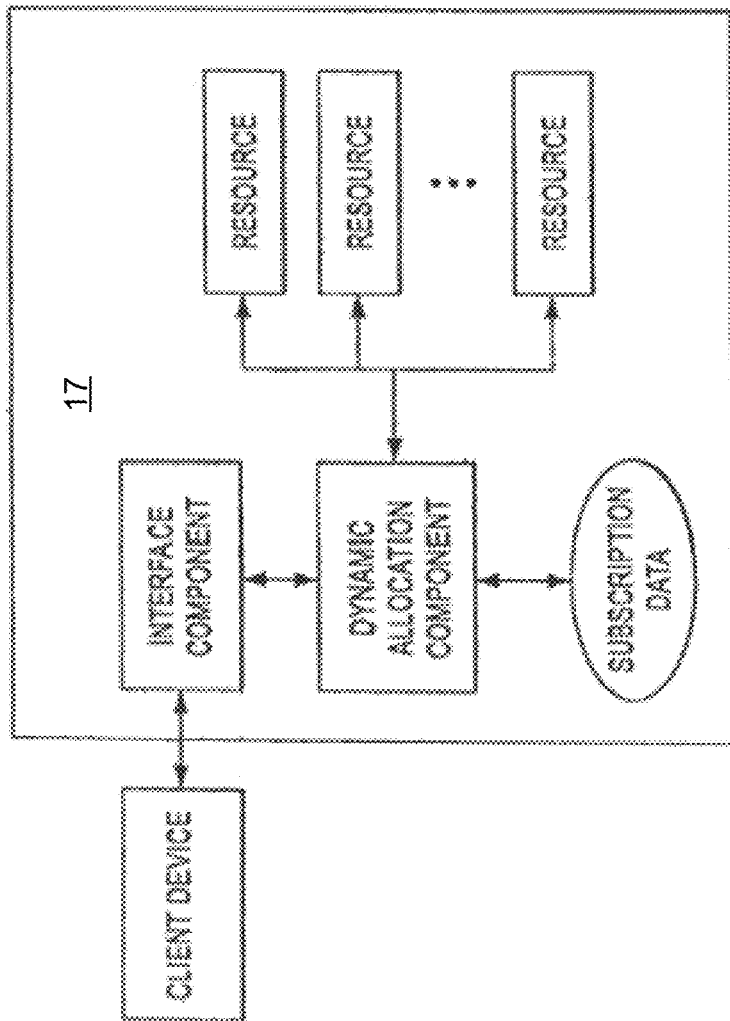 17
CLIENT DEVICE
INTERFACE
COMPONENT
DYNAMIC
ALLOCATION
COMPONENT
SUBSCRIPTION
DATA
RESOURCE
RESOURCE
RESOURCE